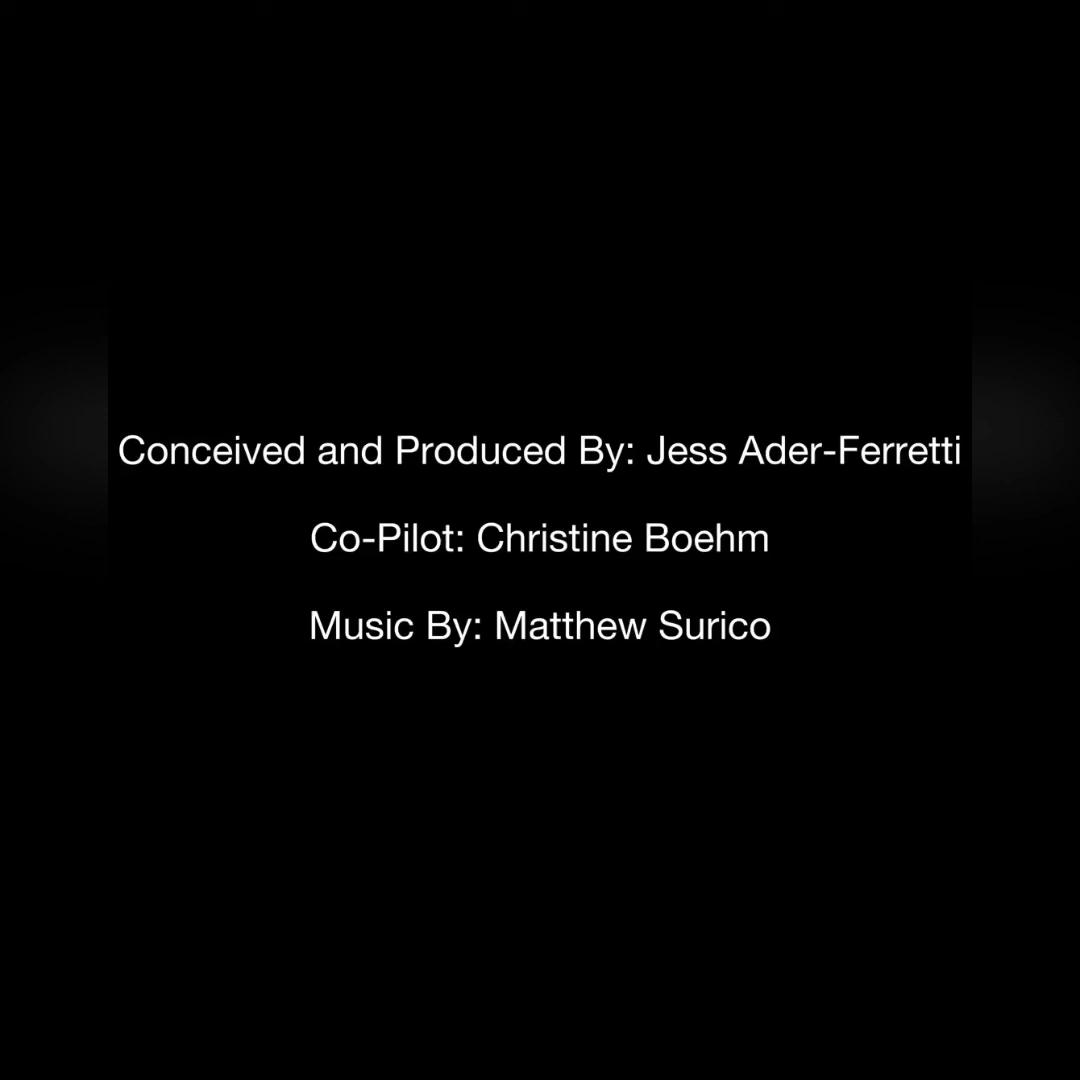 Conceived and Produced By: Jess Ader-Ferretti
Co-Pilot: Christine Boehm
Music By: Matthew Surico